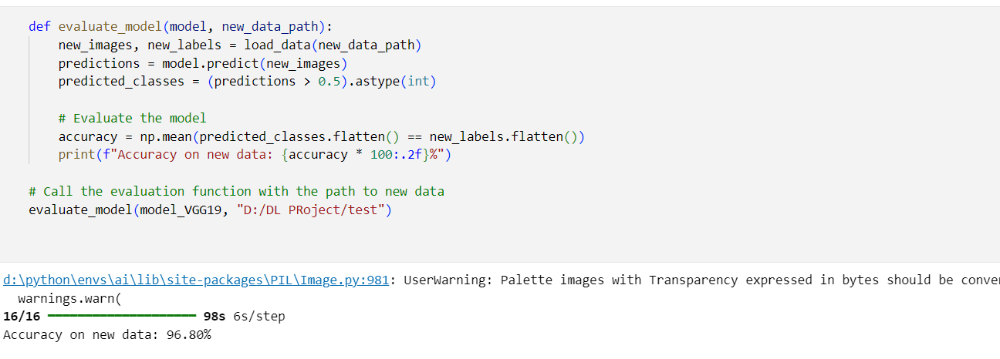 def evaluate_model(model, new_data_path):
    new_images, new_labels = load_data(new_data_path)
    predictions = model.predict(new_images)
    predicted_classes = (predictions > 0.5).astype(int)

    # Evaluate the model
    accuracy = np.mean(predicted_classes.flatten() == new_labels.flatten())
    print(f"Accuracy on new data: {accuracy * 100:.2f}%")

# Call the evaluation function with the path to new data
evaluate_model(model_VGG19, "D:/DL PRoject/test")

d:\python\envs\ai\lib\site-packages\PIL\Image.py:981: UserWarning: Palette images with Transparency expressed in bytes should be
  warnings.warn(
16/16 98s 6s/step
Accuracy on new data: 96.80%